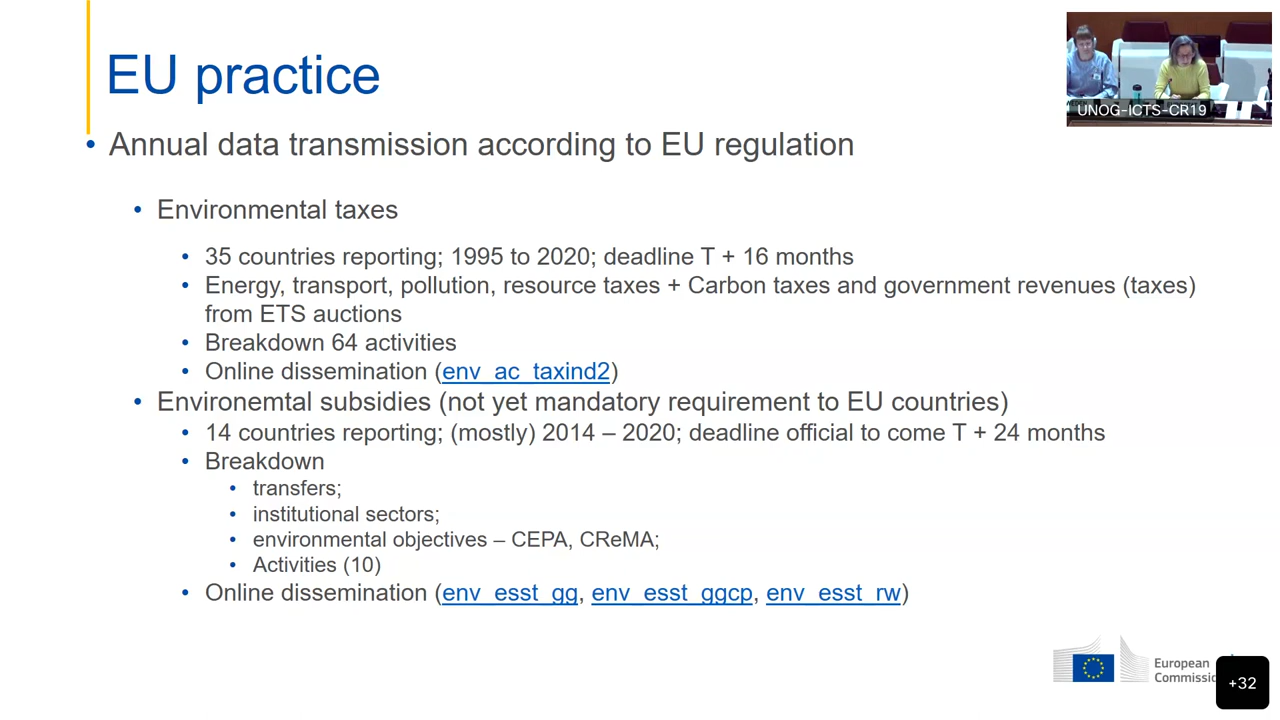 EU practice
UNOG-ICTS-CR19
• Annual data transmission according to EU regulation
• Environmental taxes
• 35 countries reporting; 1995 to 2020; deadline T + 16 months
• Energy, transport, pollution, resource taxes + Carbon taxes and government revenues (taxes)
from ETS auctions
• Breakdown 64 activities
• Online dissemination (env_ac_taxind2)
• Environemtal subsidies (not yet mandatory requirement to EU countries)
• 14 countries reporting; (mostly) 2014 – 2020; deadline official to come T + 24 months
• Breakdown
• transfers;
• institutional sectors;
• environmental objectives – CEPA, CReMA;
• Activities (10)
• Online dissemination (env_esst_gg, env_esst_ggcp, env_esst_rw)
European
Commissi
+32